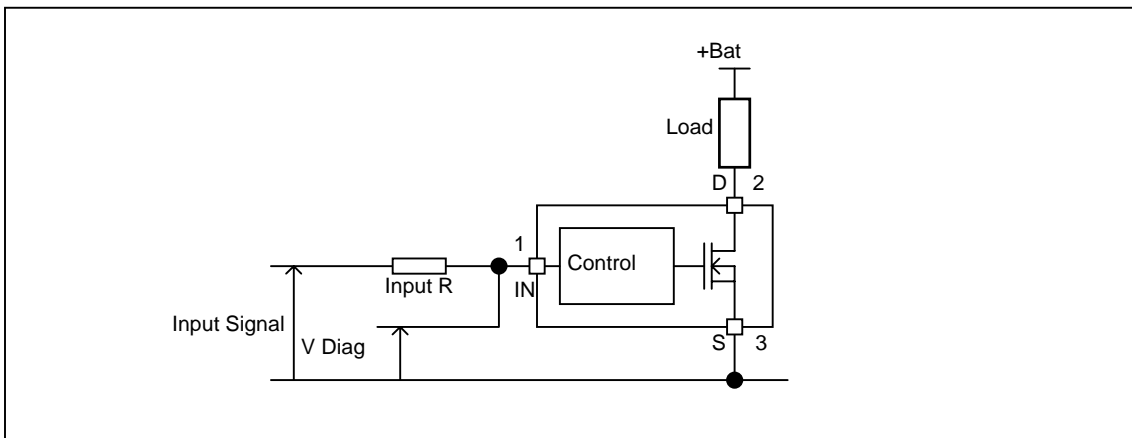 +Bat
Load
D 2
1
Control
Input R
IN
Input Signal
V Diag
S 3